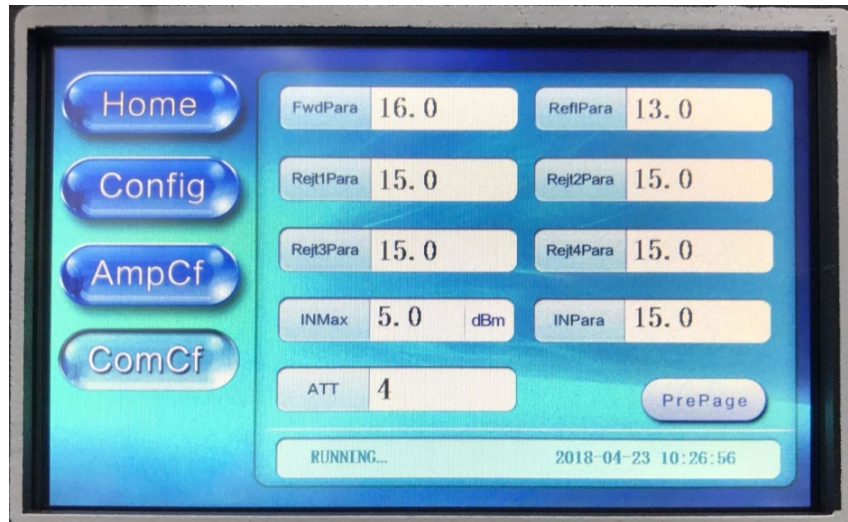 Home
Config
AmpCf
ComCf
FwdPara 16.0 ReflPara 13.0
Rejt1Para 15.0 Rejt2Para 15.0
Rejt3Para 15.0 Rejt4Para 15.0
INMax 5.0 dBm INPara 15.0
ATT 4
PrePage
RUNNING... 2018-04-23 10:26:56